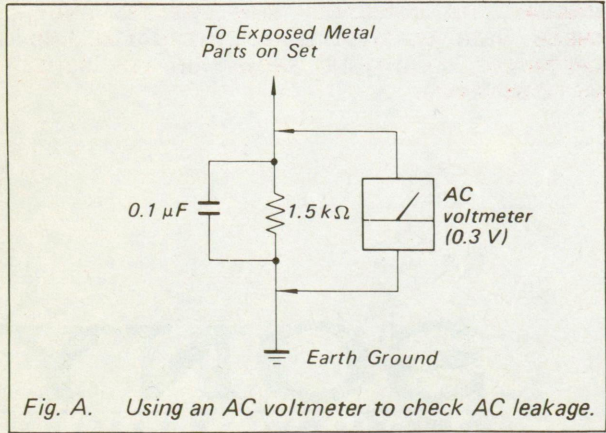 To Exposed Metal
Parts on Set
0.1 µF
1.5 kΩ
AC
voltmeter
(0.3 V)
Earth Ground
Fig. A. Using an AC voltmeter to check AC leakage.